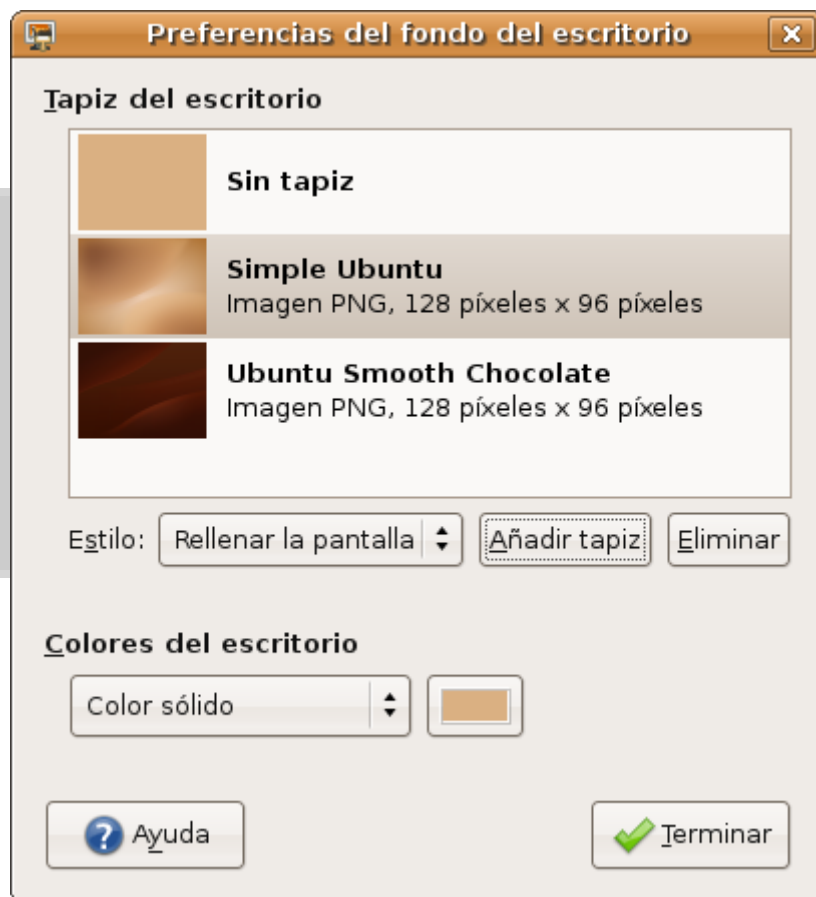 Preferencias del fondo del escritorio
Tapiz del escritorio
Sin tapiz
Simple Ubuntu
Imagen PNG, 128 píxeles x 96 píxeles
Ubuntu Smooth Chocolate
Imagen PNG, 128 píxeles x 96 píxeles
Estilo: Rellenar la pantalla Añadir tapiz Eliminar
Colores del escritorio
Color sólido
Ayuda Terminar